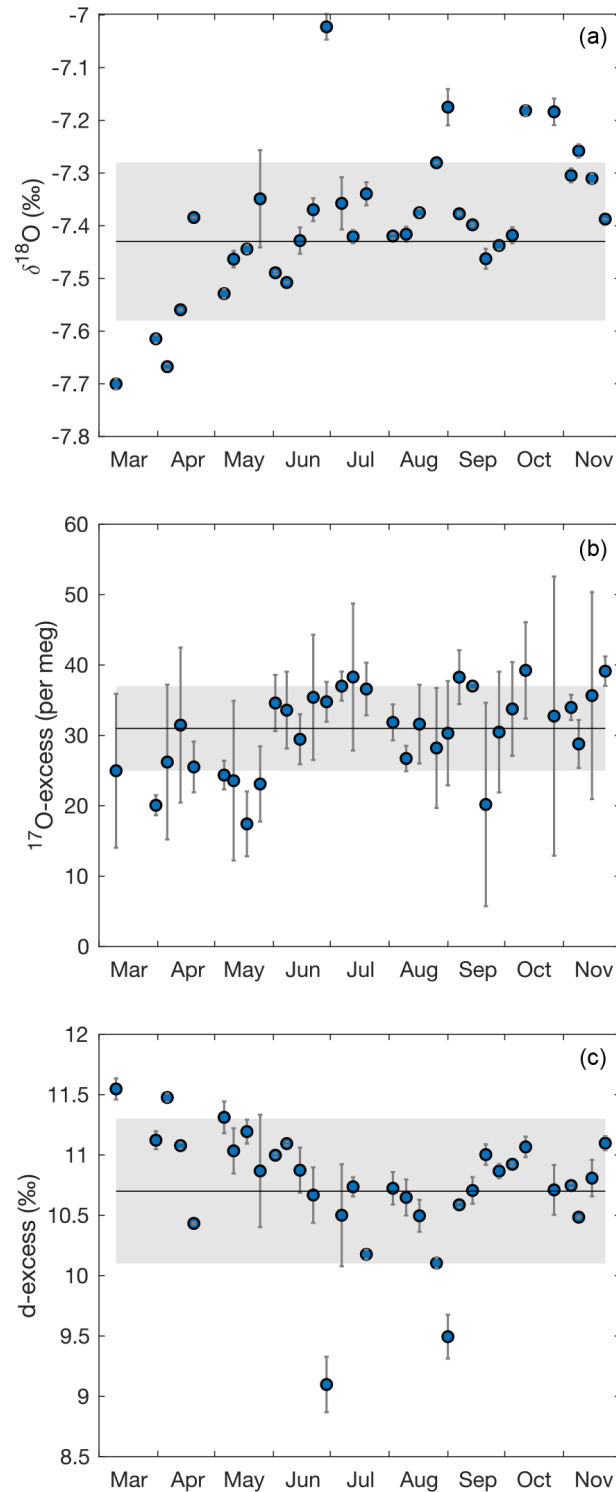 (a)
-7
-7.1
-7.2
-7.3
-7.4
-7.5
-7.6
-7.7
-7.8
δ¹⁸O (‰)
Mar Apr May Jun Jul Aug Sep Oct Nov
(b)
60
50
40
30
20
10
0
¹⁷O-excess (per meg)
Mar Apr May Jun Jul Aug Sep Oct Nov
(c)
12
11.5
11
10.5
10
9.5
9
8.5
d-excess (‰)
Mar Apr May Jun Jul Aug Sep Oct Nov